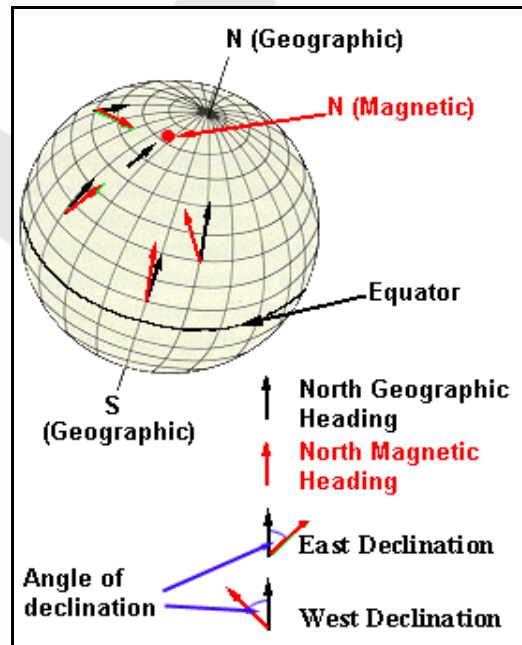 N (Geographic)
N (Magnetic)
Equator
S
(Geographic)
North Geographic
Heading
North Magnetic
Heading
East Declination
Angle of
declination
West Declination